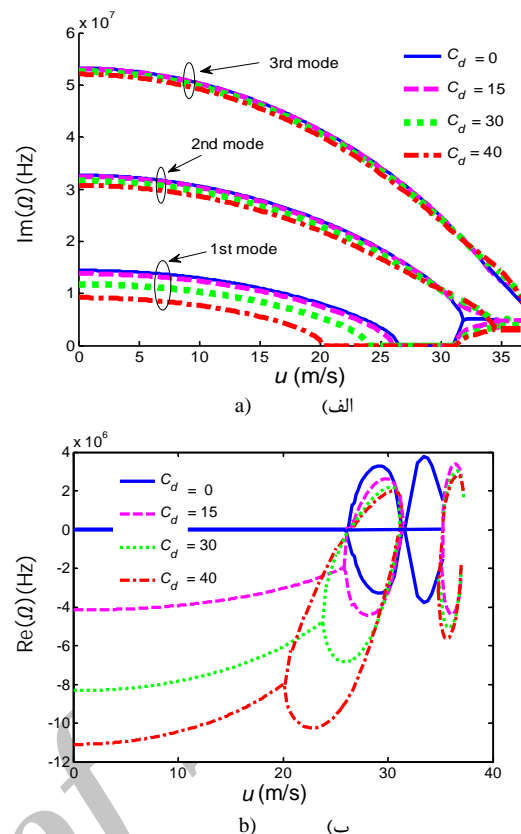 6 x 10^7
5
4
3
2
1
0
Im(Ω) (Hz)
3rd mode
2nd mode
1st mode
C_d = 0
C_d = 15
C_d = 30
C_d = 40
0 5 10 15 20 25 30 35
u (m/s)
a) الف)
4 x 10^6
2
0
-2
-4
-6
-8
-10
-12
Re(Ω) (Hz)
C_d = 0
C_d = 15
C_d = 30
C_d = 40
0 10 20 30 40
u (m/s)
b) ب)